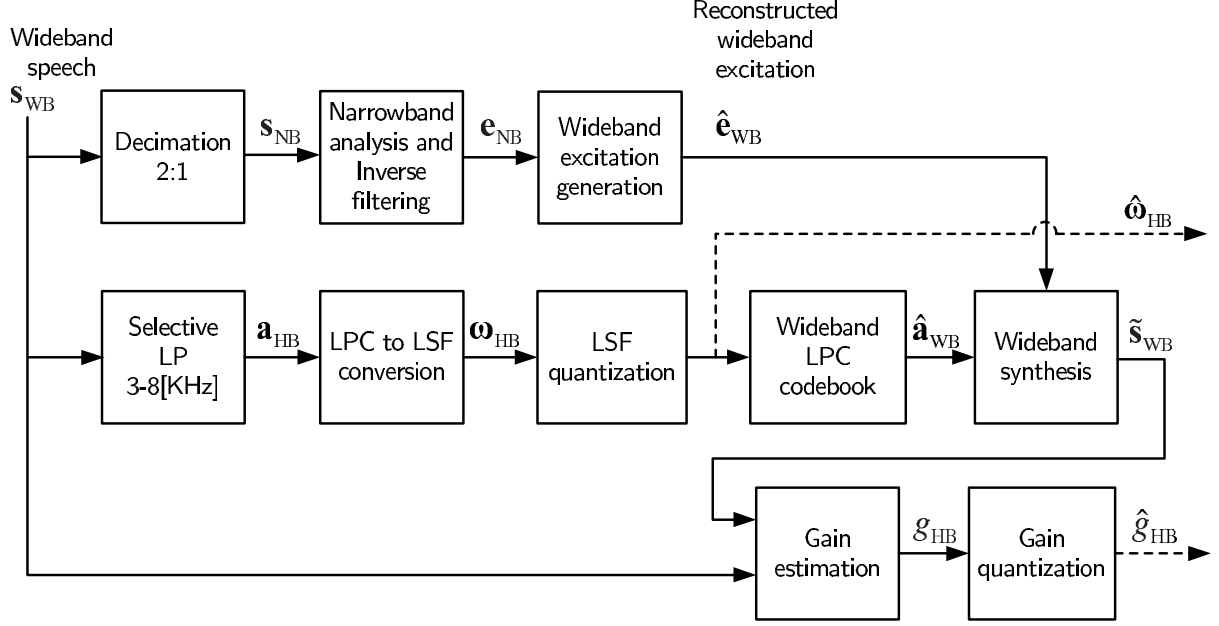 Wideband
speech
s_WB
Reconstructed
wideband
excitation
Decimation
2:1
s_NB
Narrowband
analysis and
Inverse
filtering
e_NB
Wideband
excitation
generation
ê_WB
ω̂_HB
Selective
LP
3-8[KHz]
a_HB
LPC to LSF
conversion
ω_HB
LSF
quantization
Wideband
LPC
codebook
â_WB
Wideband
synthesis
s̃_WB
Gain
estimation
g_HB
Gain
quantization
ĝ_HB